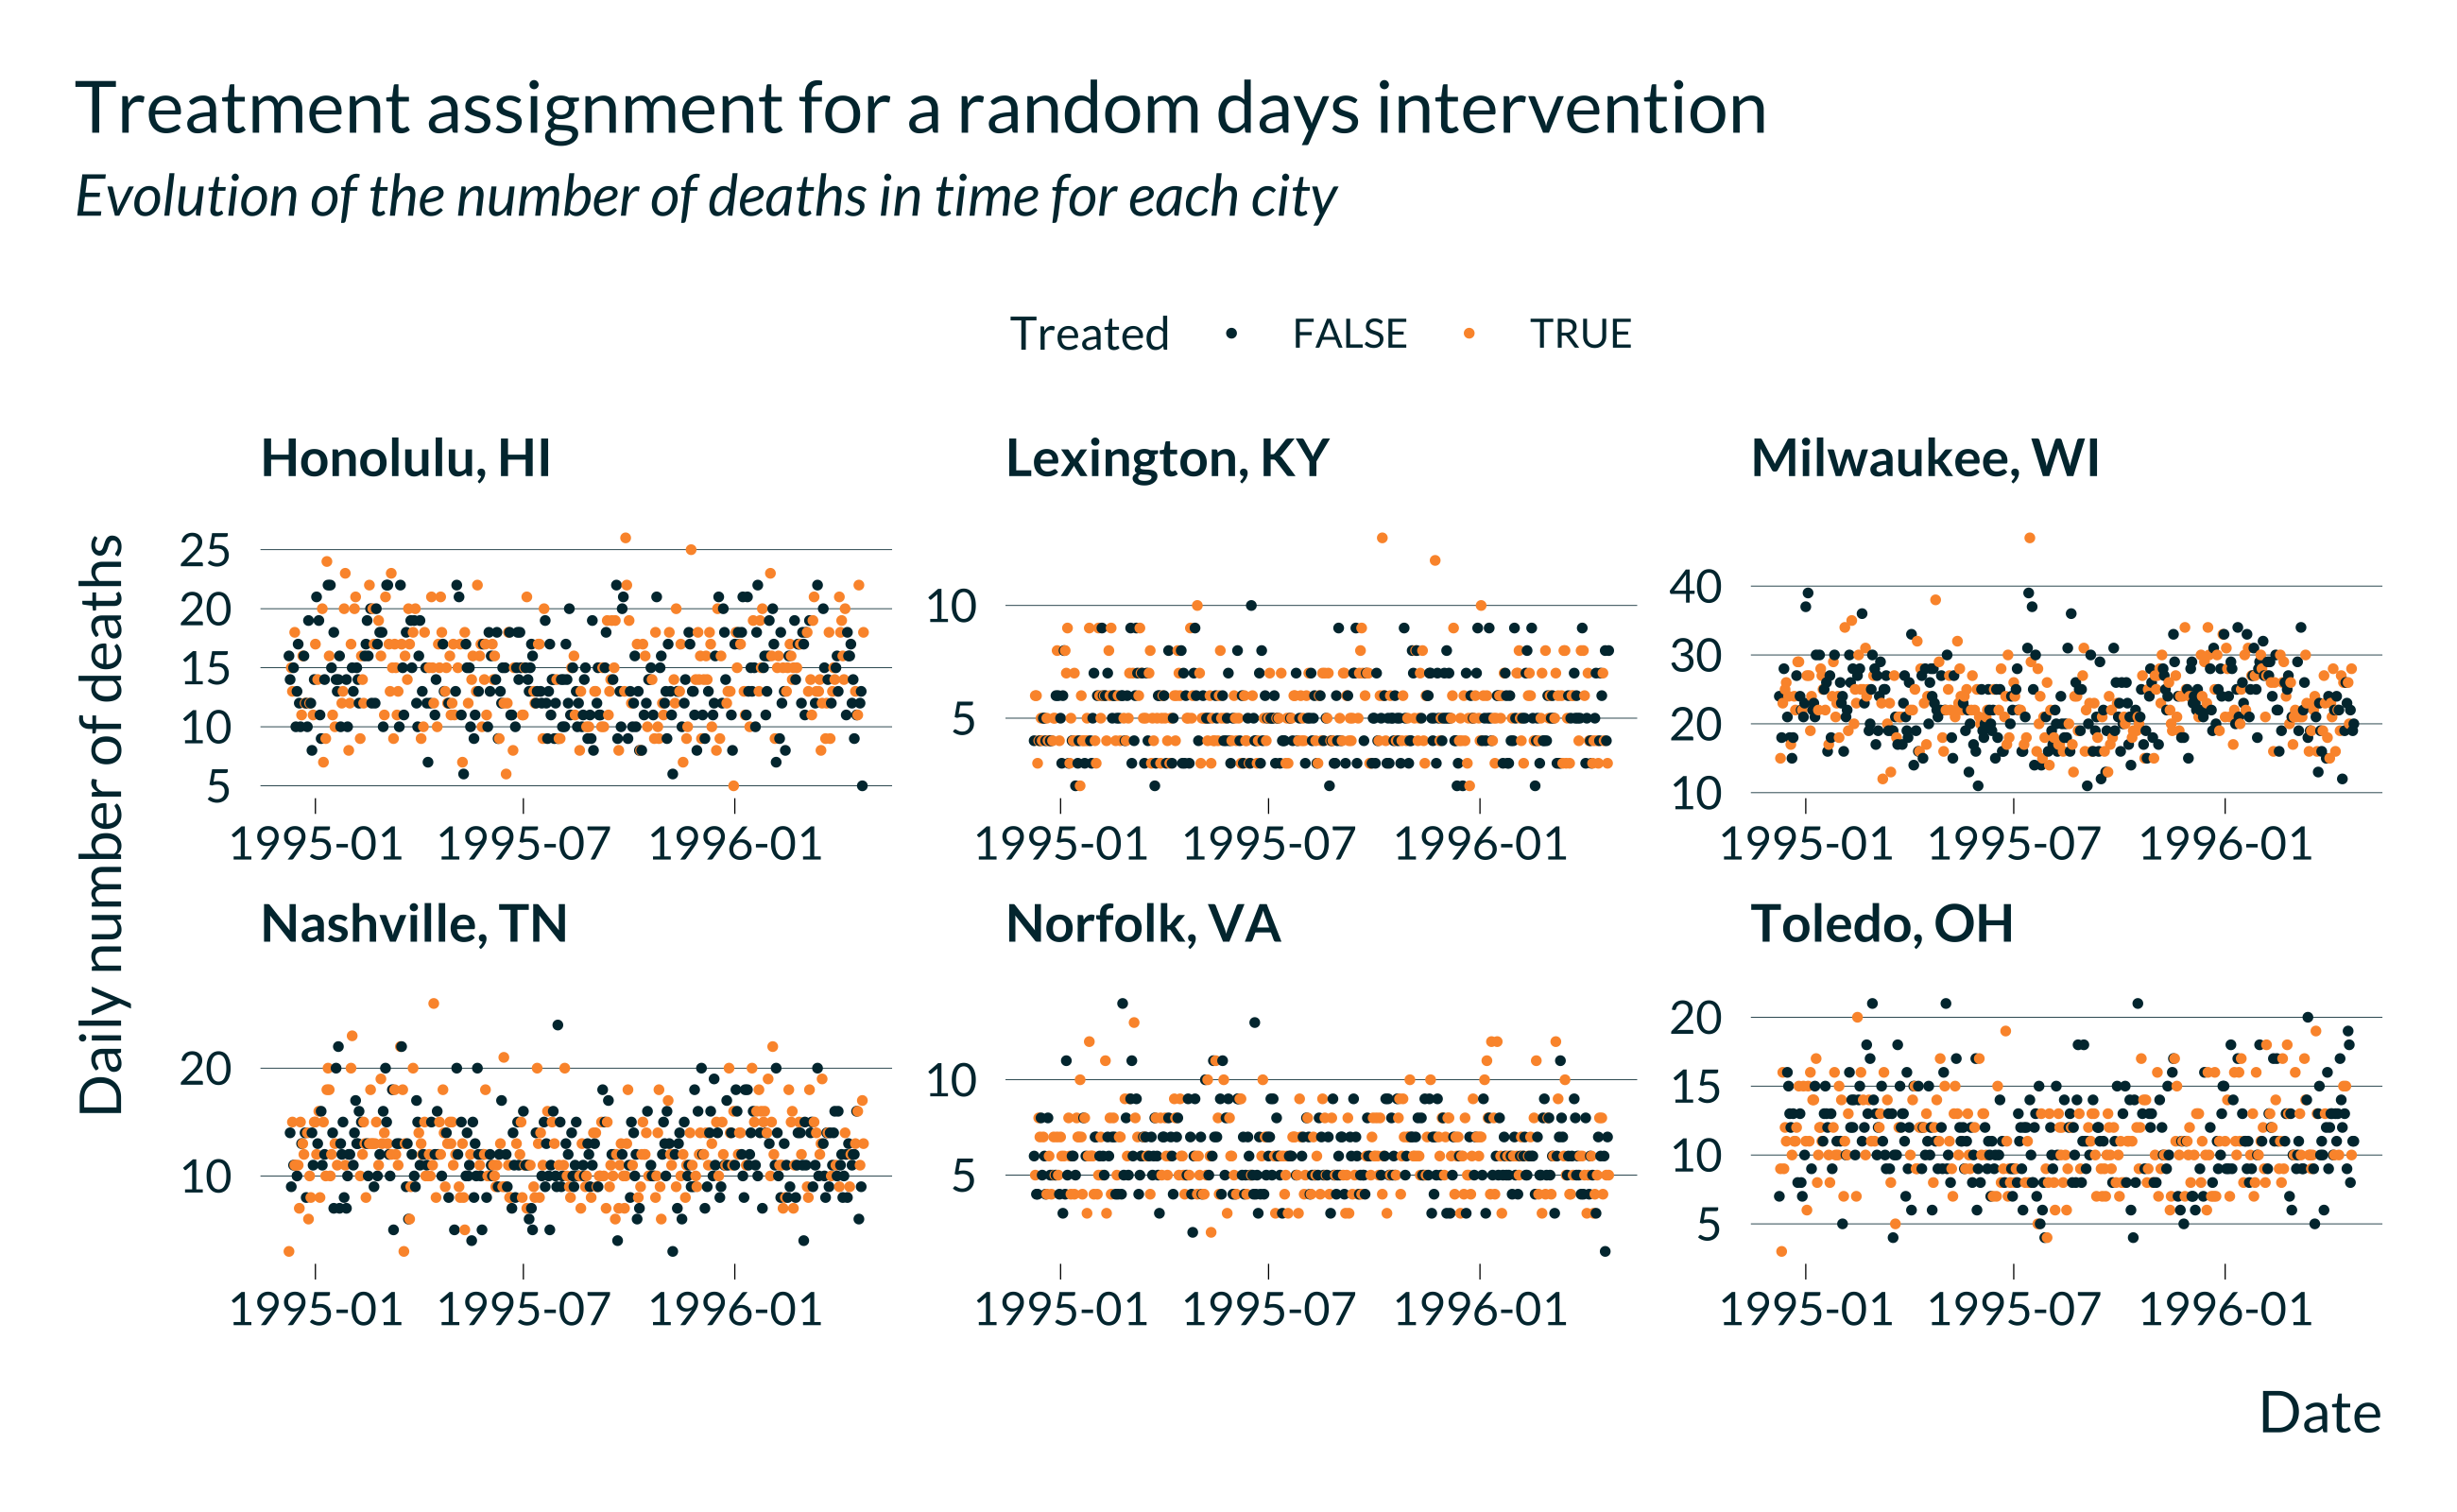 Treatment assignment for a random days intervention
Evolution of the number of deaths in time for each city
Treated FALSE TRUE
Honolulu, HI
25
20
15
10
5
1995-01 1995-07 1996-01
Lexington, KY
10
5
1995-01 1995-07 1996-01
Milwaukee, WI
40
30
20
10
1995-01 1995-07 1996-01
Nashville, TN
20
10
1995-01 1995-07 1996-01
Norfolk, VA
10
5
1995-01 1995-07 1996-01
Toledo, OH
20
15
10
5
1995-01 1995-07 1996-01
Daily number of deaths
Date